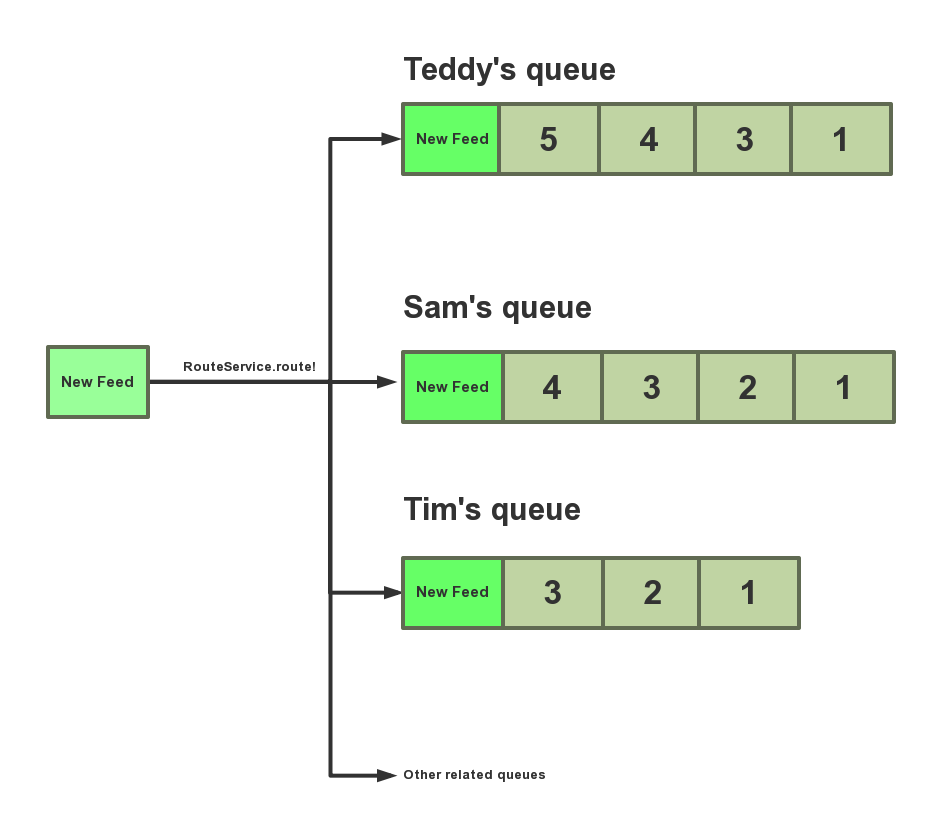 Teddy's queue
New Feed 5 4 3 1
Sam's queue
New Feed RouteService.route! New Feed 4 3 2 1
Tim's queue
New Feed 3 2 1
Other related queues